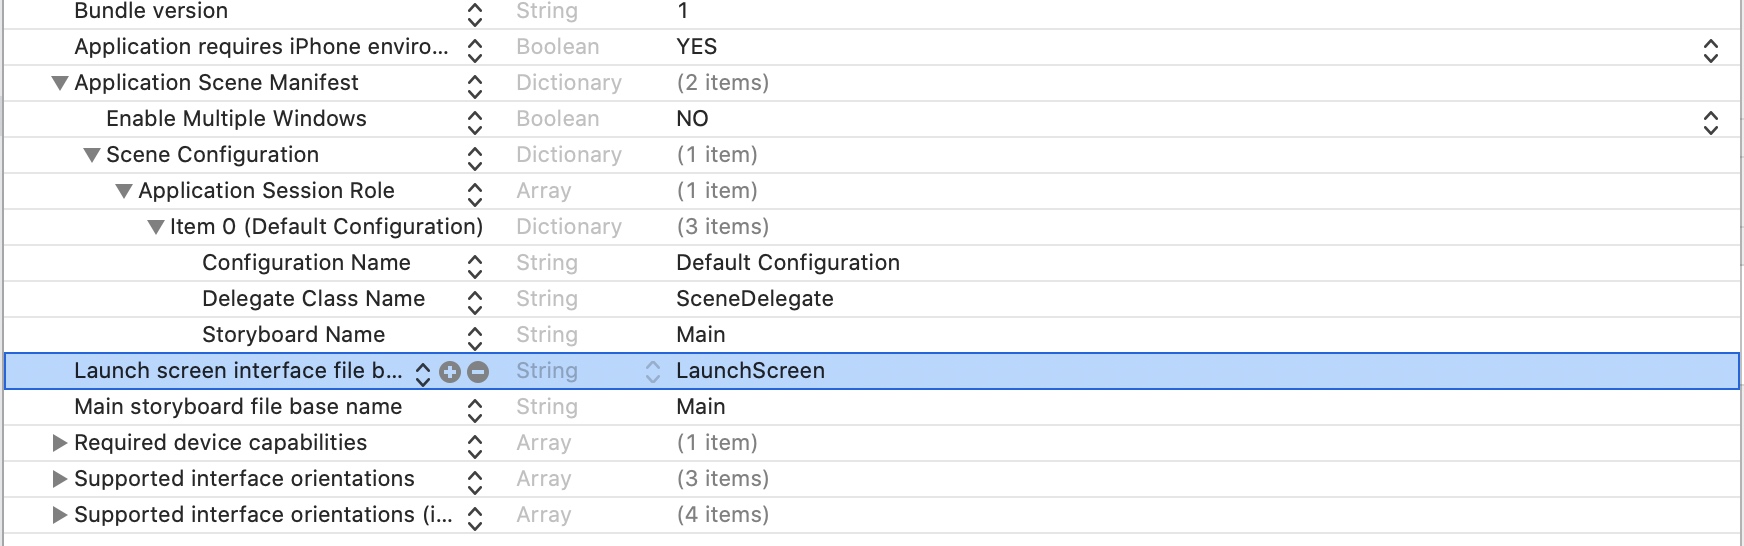 Bundle version String 1
Application requires iPhone enviro... Boolean YES
Application Scene Manifest Dictionary (2 items)
Enable Multiple Windows Boolean NO
Scene Configuration Dictionary (1 item)
Application Session Role Array (1 item)
Item 0 (Default Configuration) Dictionary (3 items)
Configuration Name String Default Configuration
Delegate Class Name String SceneDelegate
Storyboard Name String Main
Launch screen interface file b... String LaunchScreen
Main storyboard file base name String Main
Required device capabilities Array (1 item)
Supported interface orientations Array (3 items)
Supported interface orientations (i... Array (4 items)